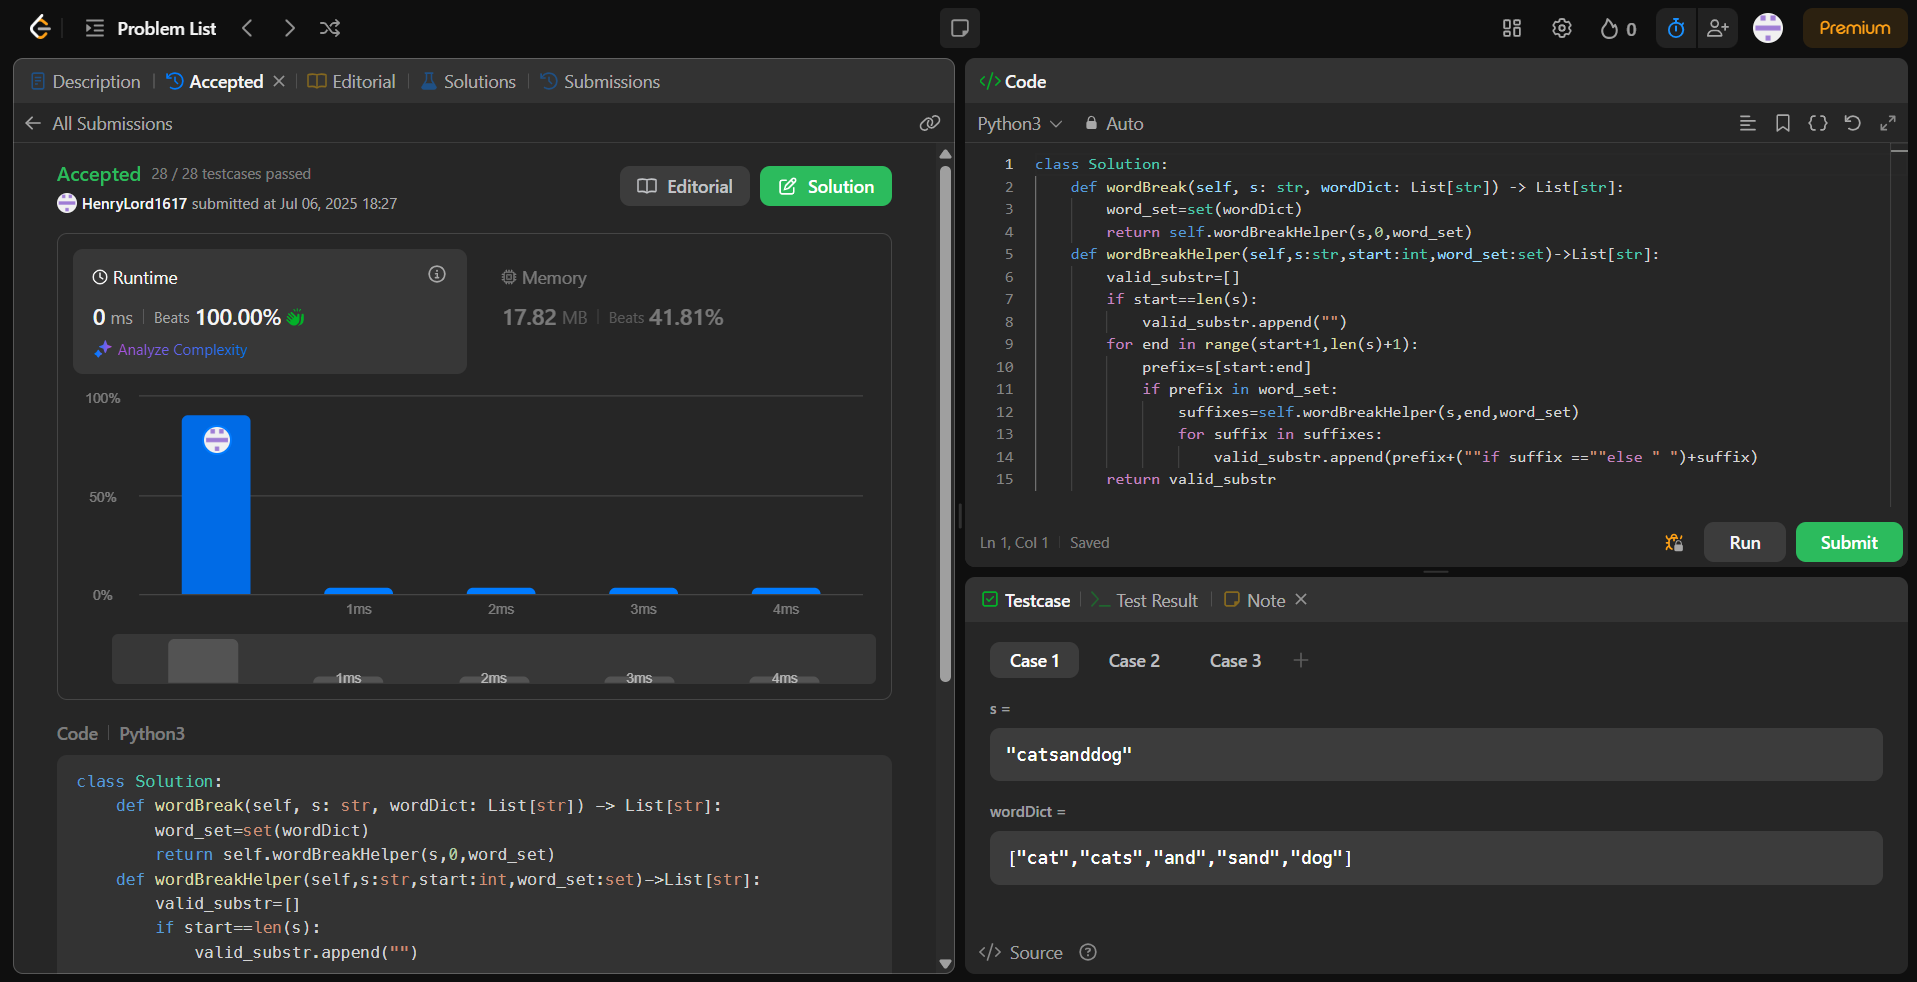 Problem List
0
Premium
Description
Accepted
Editorial
Solutions
Submissions
All Submissions
Accepted 28 / 28 testcases passed
HenryLord1617 submitted at Jul 06, 2025 18:27
Editorial
Solution
Runtime
0 ms Beats 100.00%
Analyze Complexity
Memory
17.82 MB Beats 41.81%
100%
50%
0%
1ms 2ms 3ms 4ms
1ms 2ms 3ms 4ms
Code Python3
class Solution:
    def wordBreak(self, s: str, wordDict: List[str]) -> List[str]:
        word_set=set(wordDict)
        return self.wordBreakHelper(s,0,word_set)
    def wordBreakHelper(self,s:str,start:int,word_set:set)->List[str]:
        valid_substr=[]
        if start==len(s):
            valid_substr.append("")
</> Code
Python3 Auto
1 class Solution:
2     def wordBreak(self, s: str, wordDict: List[str]) -> List[str]:
3         word_set=set(wordDict)
4         return self.wordBreakHelper(s,0,word_set)
5     def wordBreakHelper(self,s:str,start:int,word_set:set)->List[str]:
6         valid_substr=[]
7         if start==len(s):
8             valid_substr.append("")
9         for end in range(start+1,len(s)+1):
10             prefix=s[start:end]
11             if prefix in word_set:
12                 suffixes=self.wordBreakHelper(s,end,word_set)
13                 for suffix in suffixes:
14                     valid_substr.append(prefix+(""if suffix ==""else " ")+suffix)
15         return valid_substr
Ln 1, Col 1 Saved
Run
Submit
Testcase
Test Result
Note
Case 1 Case 2 Case 3
s =
"catsanddog"
wordDict =
["cat","cats","and","sand","dog"]
</> Source